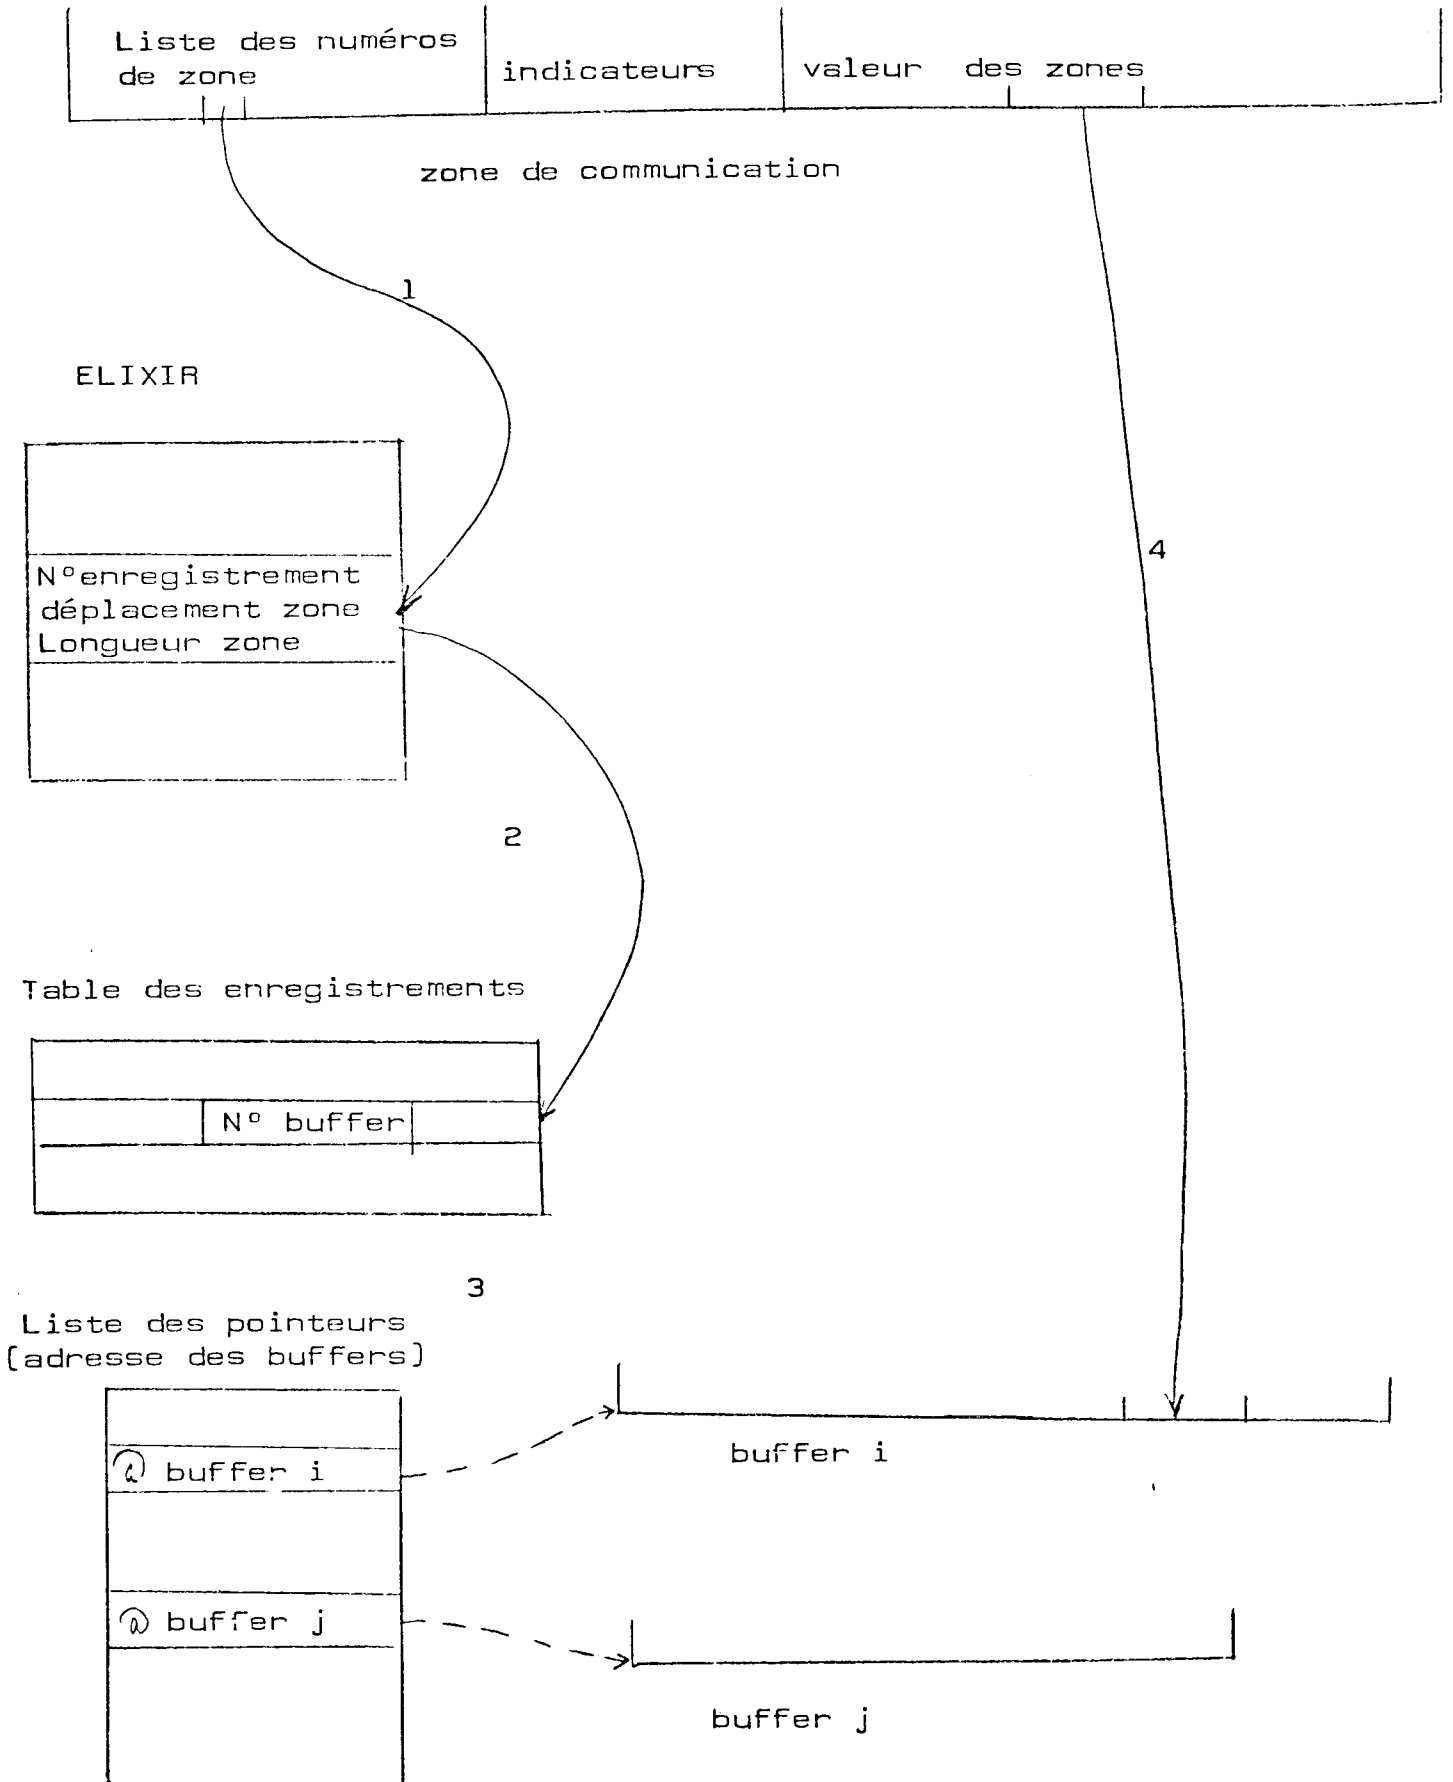 Liste des numéros
de zone
indicateurs
valeur des zones
zone de communication
1
ELIXIR
4
N°enregistrement
déplacement zone
Longueur zone
2
Table des enregistrements
N° buffer
3
Liste des pointeurs
(adresse des buffers)
@ buffer i
buffer i
@ buffer j
buffer j